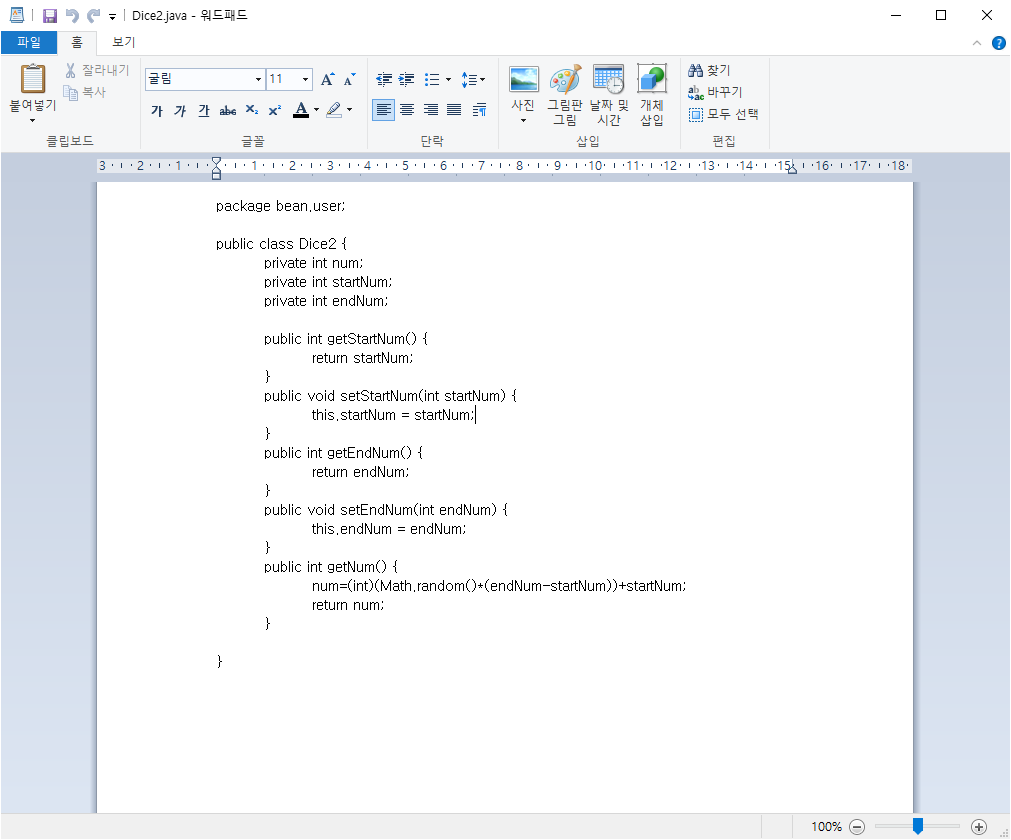 Dice2.java - 워드패드
파일 홈 보기
붙여넣기
잘라내기
복사
클립보드
굴림 11
가 가 가 abc X₂ X² A
글꼴
단락
사진
그림판
그림
날짜 및
시간
개체
삽입
삽입
찾기
바꾸기
모두 선택
편집
3 2 1 1 2 3 4 5 6 7 8 9 10 11 12 13 14 15 16 17 18
package bean.user;
public class Dice2 {
private int num;
private int startNum;
private int endNum;
public int getStartNum() {
return startNum;
}
public void setStartNum(int startNum) {
this.startNum = startNum;
}
public int getEndNum() {
return endNum;
}
public void setEndNum(int endNum) {
this.endNum = endNum;
}
public int getNum() {
num=(int)(Math.random()*(endNum-startNum))+startNum;
return num;
}
}
100%